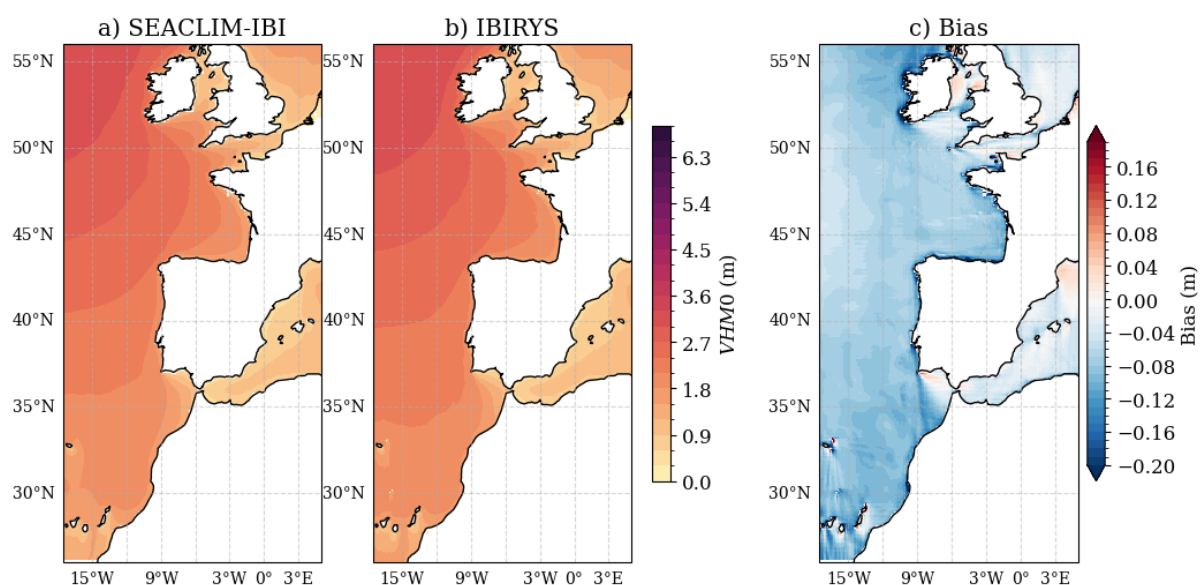 a) SEACLIM-IBI
b) IBIRYS
c) Bias
55°N
50°N
45°N
40°N
35°N
30°N
15°W 9°W 3°W 0° 3°E
55°N
50°N
45°N
40°N
35°N
30°N
15°W 9°W 3°W 0° 3°E
6.3
5.4
4.5
3.6
2.7
1.8
0.9
0.0
VHM0 (m)
55°N
50°N
45°N
40°N
35°N
30°N
15°W 9°W 3°W 0° 3°E
0.16
0.12
0.08
0.04
0.00
−0.04
−0.08
−0.12
−0.16
−0.20
Bias (m)